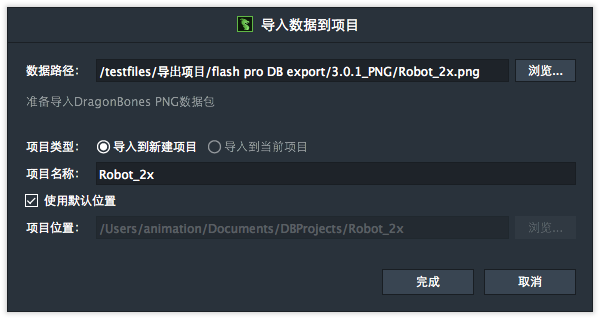 导入数据到项目
数据路径： /testfiles/导出项目/flash pro DB export/3.0.1_PNG/Robot_2x.png 浏览...
准备导入DragonBones PNG数据包
项目类型： 导入到新建项目 导入到当前项目
项目名称： Robot_2x
使用默认位置
项目位置： /Users/animation/Documents/DBProjects/Robot_2x 浏览...
完成 取消